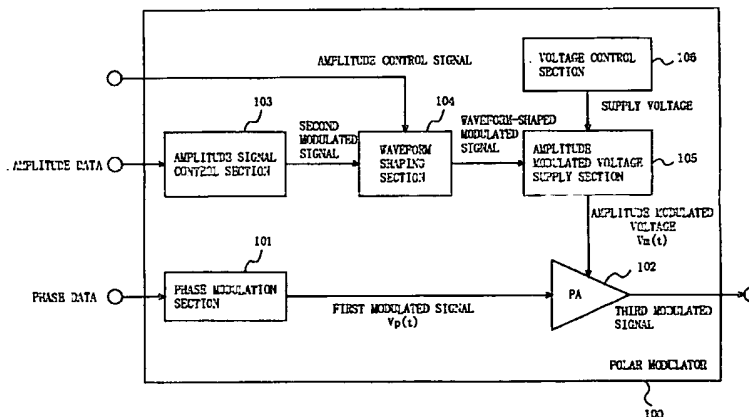 AMPLITUDE CONTROL SIGNAL
VOLTAGE CONTROL
SECTION
106
SUPPLY VOLTAGE
103
104
SECOND
MODULATED
SIGNAL
WAVEFORM-SHAPED
MODULATED
SIGNAL
AMPLITUDE DATA
AMPLITUDE SIGNAL
CONTROL SECTION
WAVEFORM
SHAPING
SECTION
AMPLITUDE
MODULATED VOLTAGE
SUPPLY SECTION
105
AMPLITUDE MODULATED
VOLTAGE
Vm(t)
101
102
PHASE DATA
PHASE MODULATION
SECTION
FIRST MODULATED SIGNAL
Vp(t)
PA
THIRD MODULATED
SIGNAL
POLAR MODULATOR
100